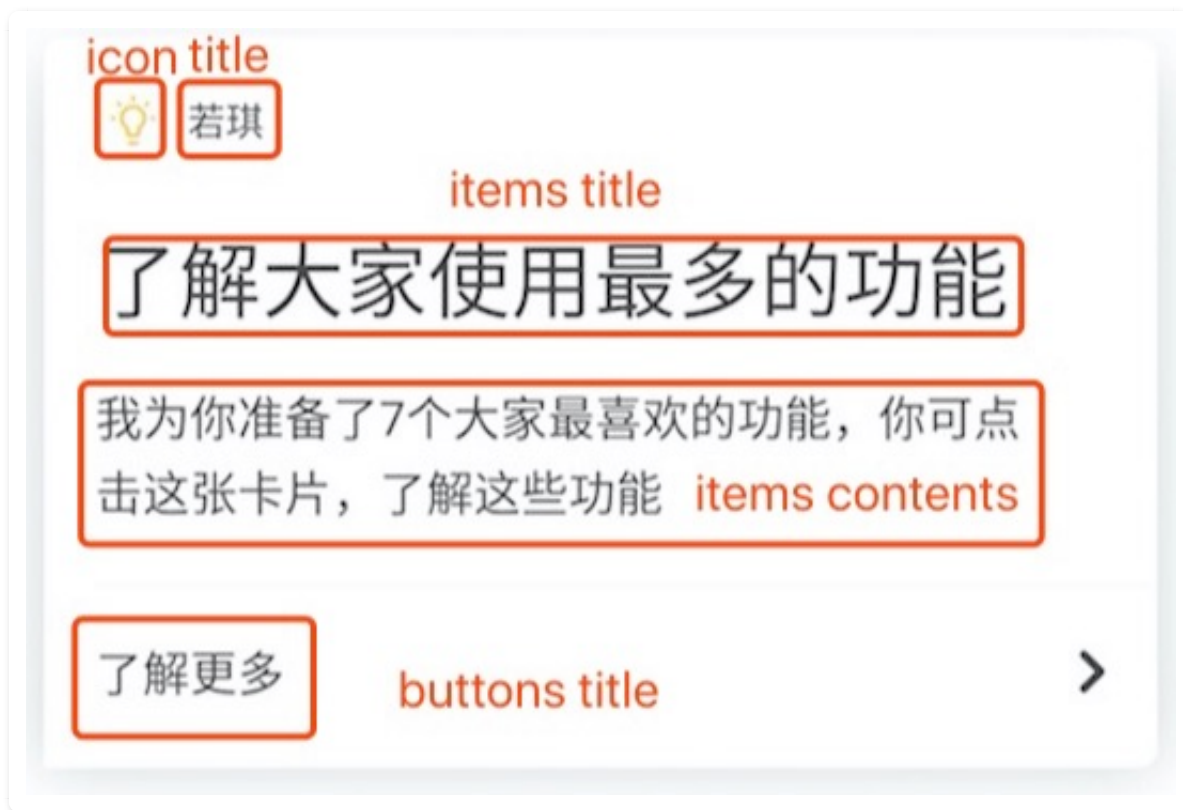 icon title
若琪
items title
了解大家使用最多的功能
我为你准备了7个大家最喜欢的功能，你可点
击这张卡片，了解这些功能 items contents
了解更多 buttons title